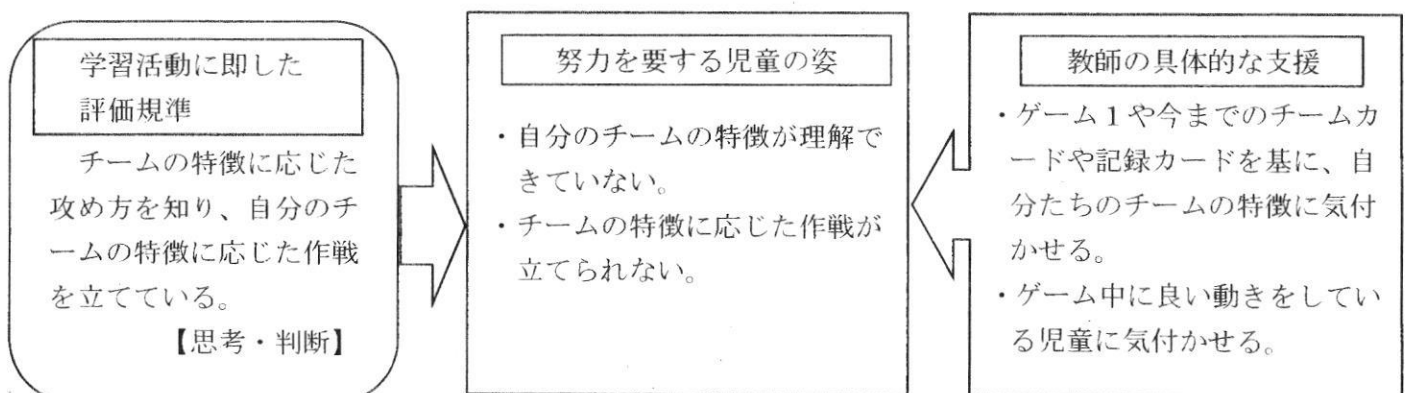 学習活動に即した
評価規準
チームの特徴に応じた
攻め方を知り、自分のチ
ームの特徴に応じた作戦
を立てている。
【思考・判断】
努力を要する児童の姿
・自分のチームの特徴が理解で
きていない。
・チームの特徴に応じた作戦が
立てられない。
教師の具体的な支援
・ゲーム１や今までのチームカ
ードや記録カードを基に、自
分たちのチームの特徴に気付
かせる。
・ゲーム中に良い動きをしてい
る児童に気付かせる。